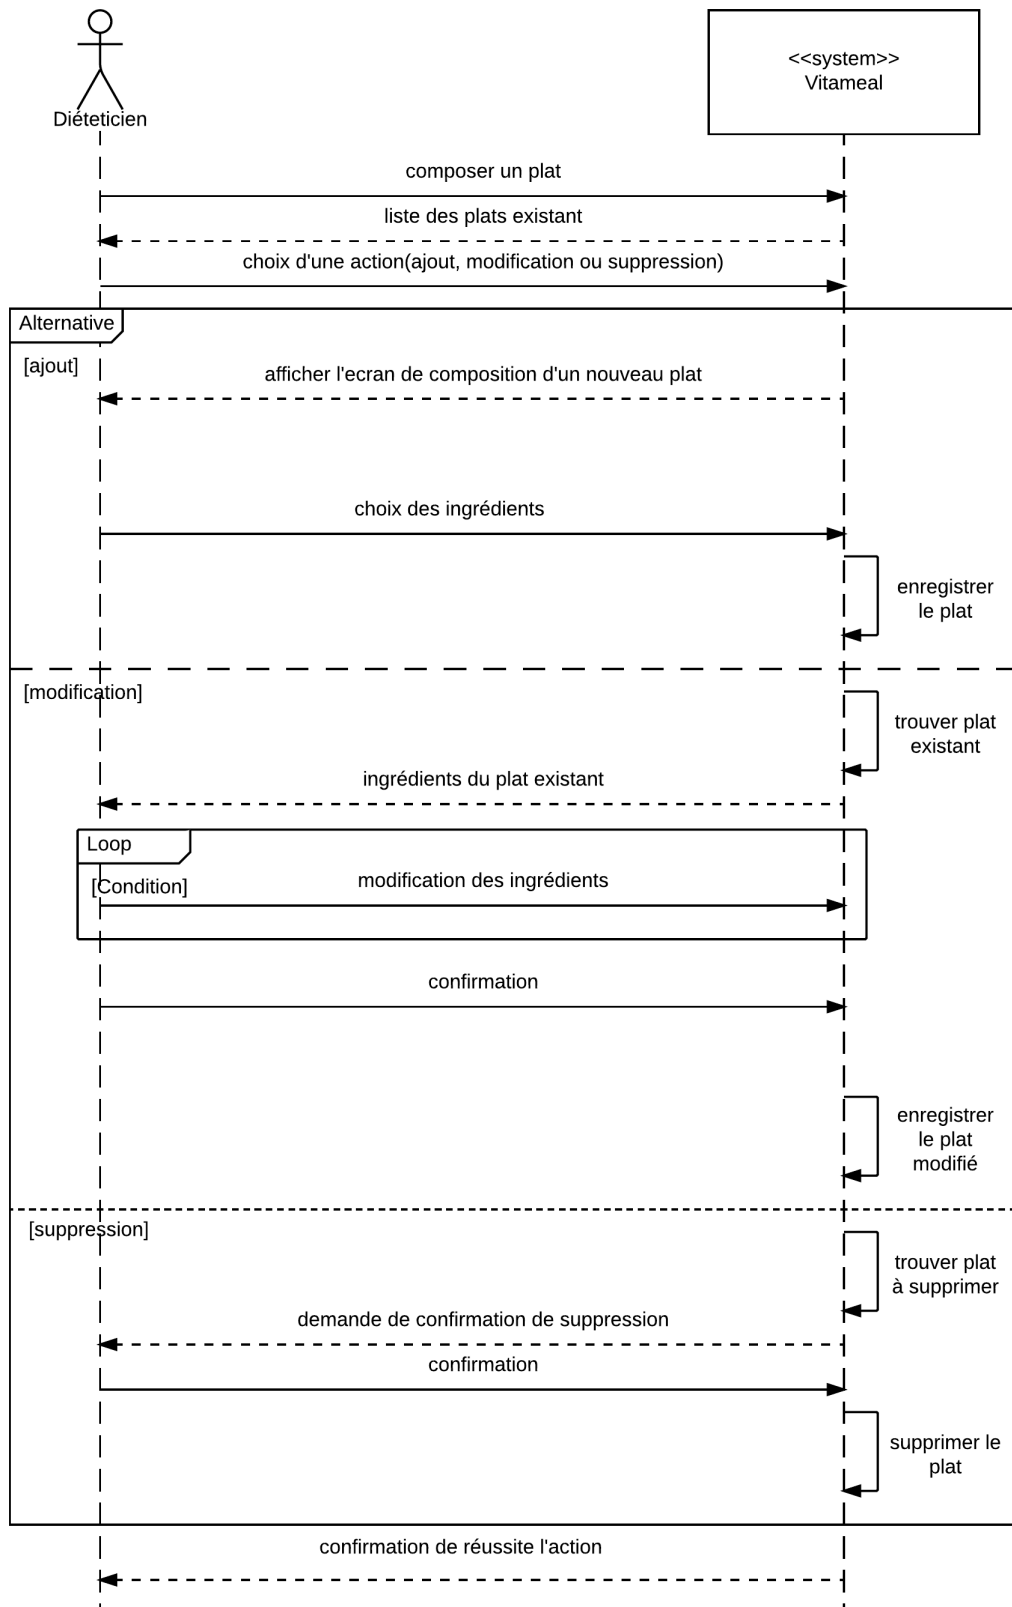 Diéteticien
<<system>>
Vitameal
composer un plat
liste des plats existant
choix d'une action(ajout, modification ou suppression)
Alternative
[ajout]
afficher l'ecran de composition d'un nouveau plat
choix des ingrédients
enregistrer
le plat
[modification]
trouver plat
existant
ingrédients du plat existant
Loop
[Condition]
modification des ingrédients
confirmation
enregistrer
le plat
modifié
[suppression]
trouver plat
à supprimer
demande de confirmation de suppression
confirmation
supprimer le
plat
confirmation de réussite l'action